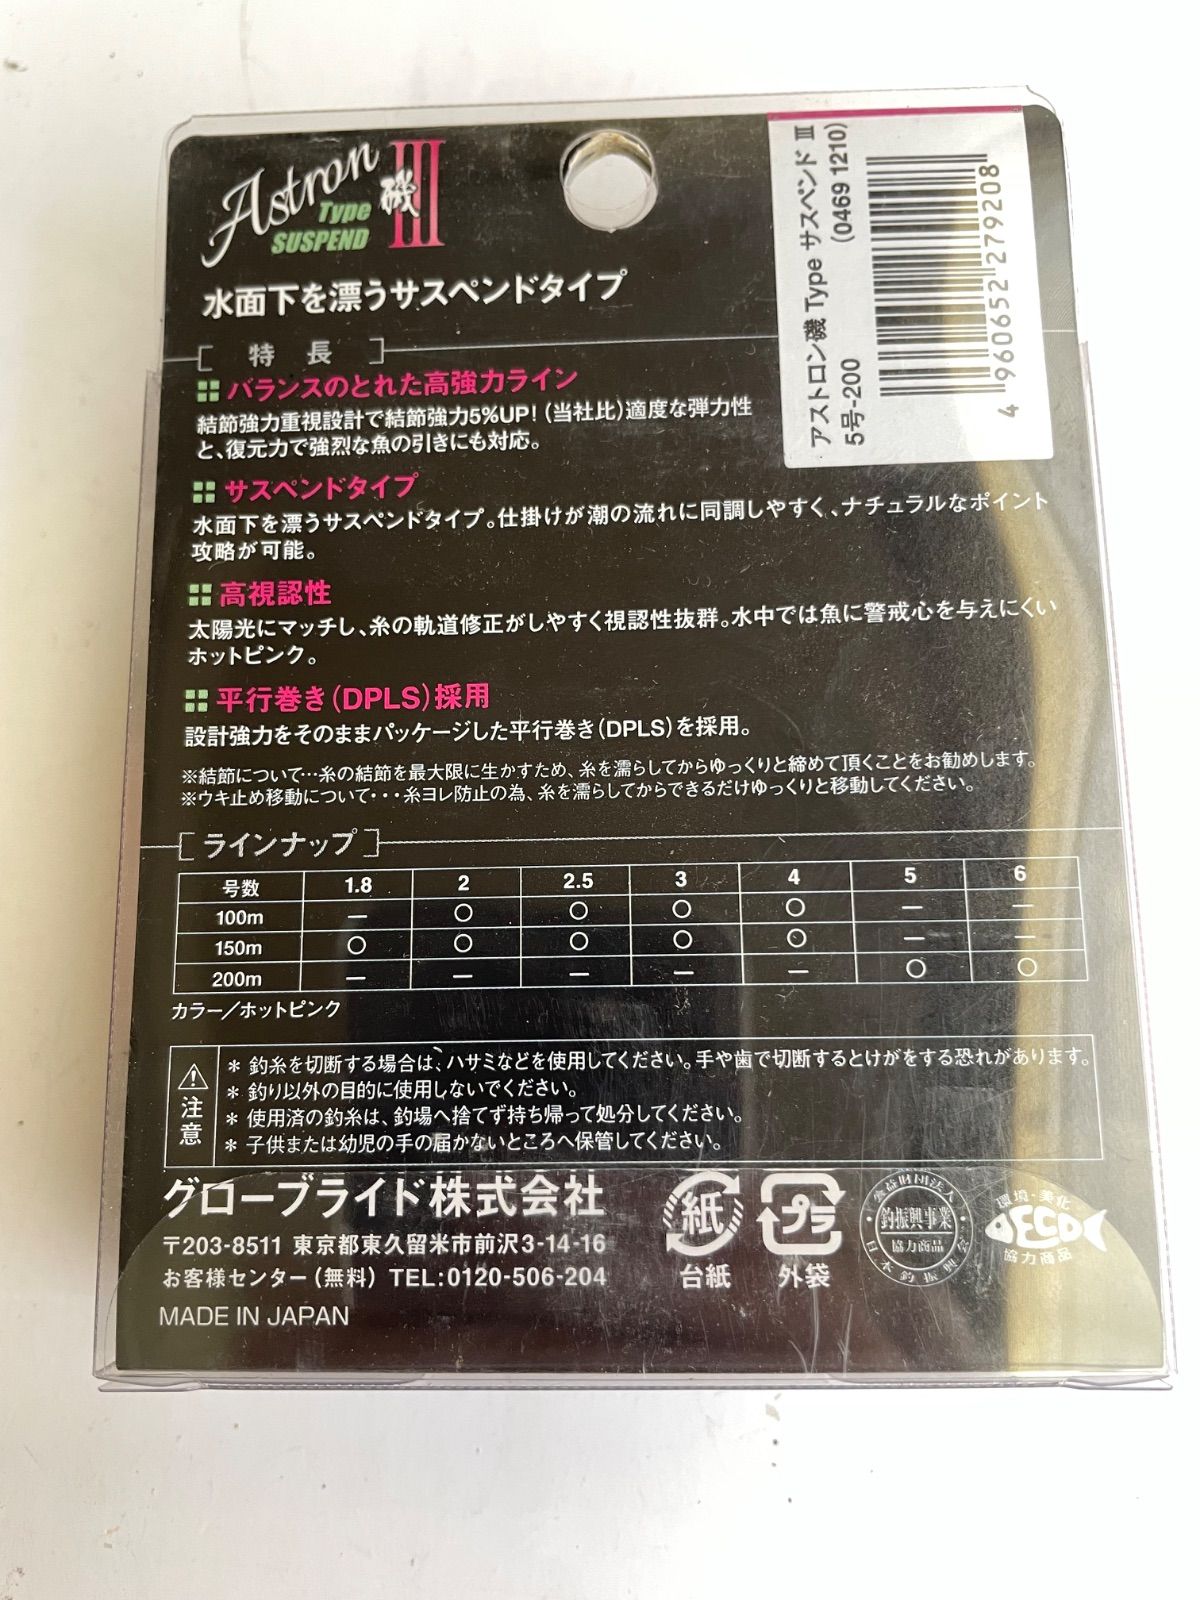 Astron 磯 III
Type
SUSPEND
水面下を漂うサスペンドタイプ
アストロン磯 Type サスペンド Ⅲ
(0469 1210)
5号-200
4 960652 279208
特 長
バランスのとれた高強力ライン
結節強力重視設計で結節強力5%UP!(当社比)適度な弾力性
と、復元力で強烈な魚の引きにも対応。
サスペンドタイプ
水面下を漂うサスペンドタイプ。仕掛けが潮の流れに同調しやすく、ナチュラルなポイント
攻略が可能。
高視認性
太陽光にマッチし、糸の軌道修正がしやすく視認性抜群。水中では魚に警戒心を与えにくい
ホットピンク。
平行巻き(DPLS)採用
設計強力をそのままパッケージした平行巻き(DPLS)を採用。
※結節について…糸の結節を最大限に生かすため、糸を濡らしてからゆっくりと締めて頂くことをお勧めします。
※ウキ止め移動について・・・糸ヨレ防止の為、糸を濡らしてからできるだけゆっくりと移動してください。
ラインナップ
号数 1.8 2 2.5 3 4 5 6
100m — ○ ○ ○ ○ — —
150m ○ ○ ○ ○ ○ — —
200m — — — — — ○ ○
カラー/ホットピンク
注意
* 釣糸を切断する場合は、ハサミなどを使用してください。手や歯で切断するとけがをする恐れがあります。
* 釣り以外の目的に使用しないでください。
* 使用済の釣糸は、釣場へ捨てず持ち帰って処分してください。
* 子供または幼児の手の届かないところへ保管してください。
グローブライド株式会社
〒203-8511 東京都東久留米市前沢3-14-16
お客様センター(無料) TEL:0120-506-204
MADE IN JAPAN
紙
台紙
プラ
外袋
公益財団法人
釣振興事業
協力商品
日本釣振興会
環境・美化
ECO
協力商品